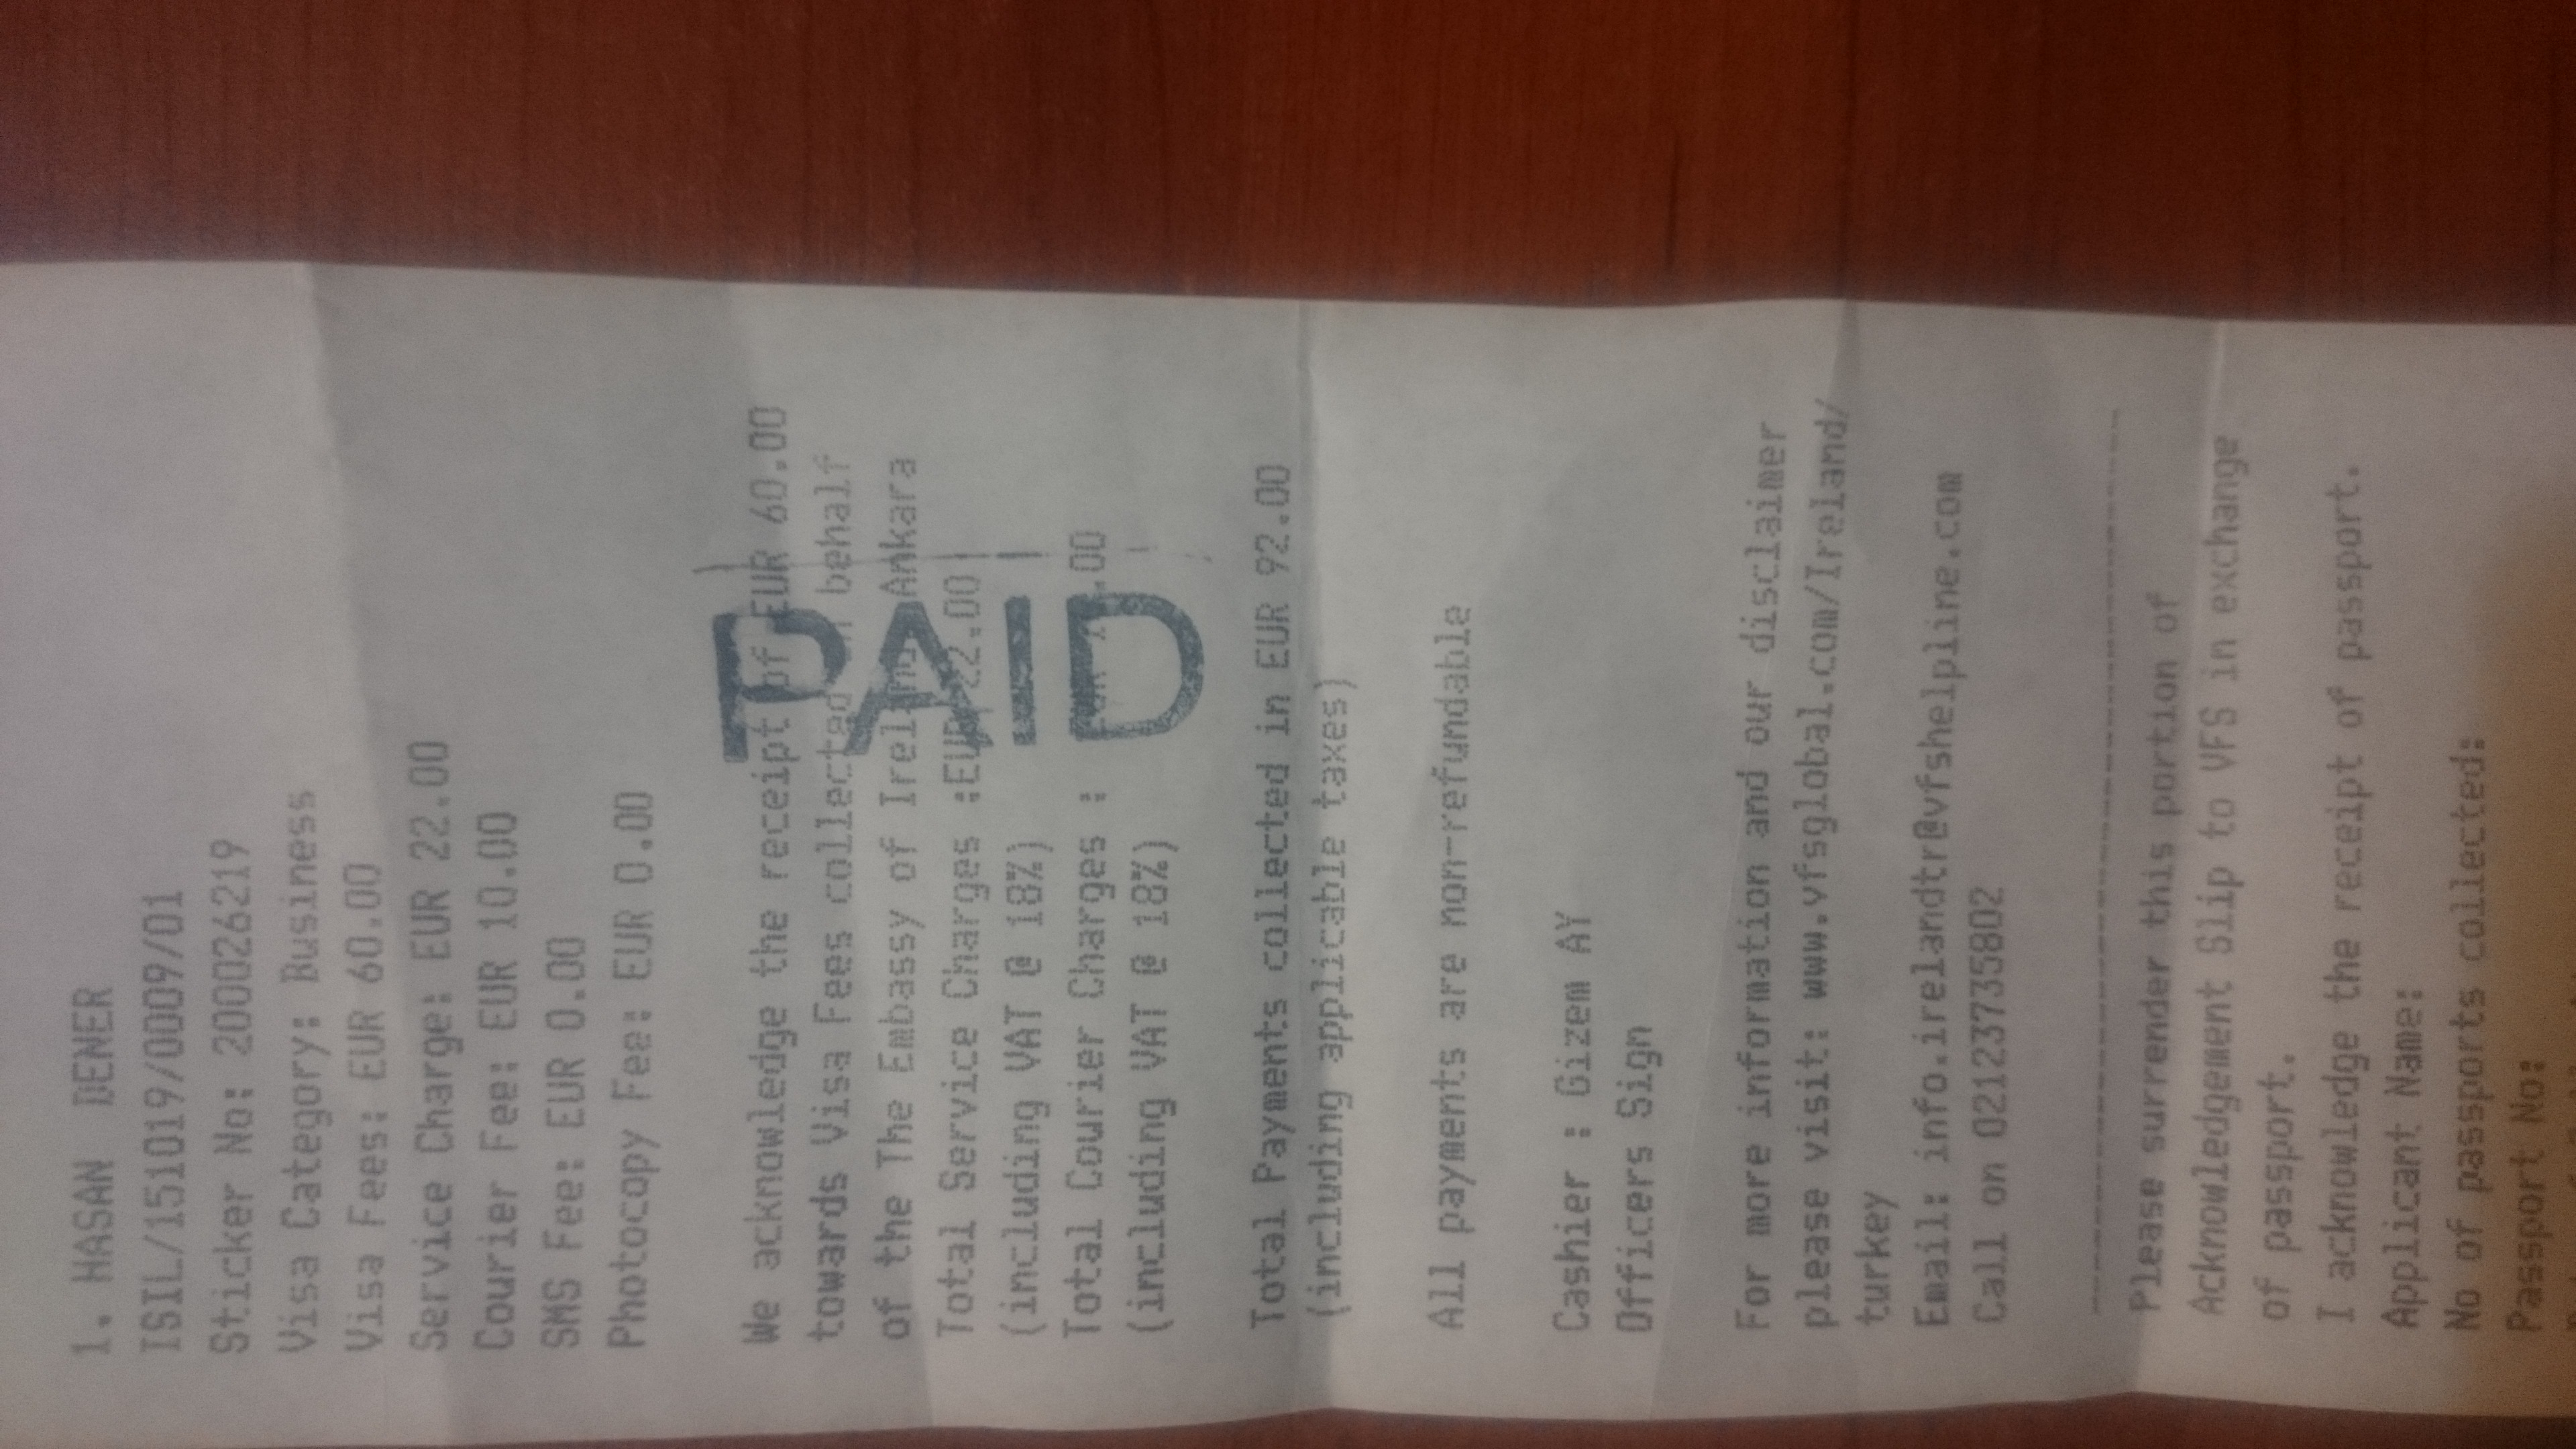 1. HASAN DENER
ISIL/151019/0009/01
Sticker No: 200026219
Visa Category: Business
Visa Fees: EUR 60.00
Service Charge: EUR 22.00
Courier Fee: EUR 10.00
SMS Fee: EUR 0.00
Photocopy Fee: EUR 0.00
We acknowledge the receipt of EUR 60.00
towards Visa Fees collected on behalf
of the The Embassy of Ireland Ankara
Total Service Charges :EUR 22.00
(including VAT @ 18%)
Total Courier Charges :
(including VAT @ 18%)
PAID
Total Payments collected in EUR 92.00
(including applicable taxes)
All payments are non-refundable
Cashier : Gizem AY
Officers Sign
For more information and our disclaimer
please visit: www.vfsglobal.com/Ireland/
turkey
Email: info.irelandtr@vfshelpline.com
Call on 02123735802
Please surrender this portion of
Acknowledgement Slip to VFS in exchange
of passport.
I acknowledge the receipt of passport.
Applicant Name:
No of passports collected:
Passport No: